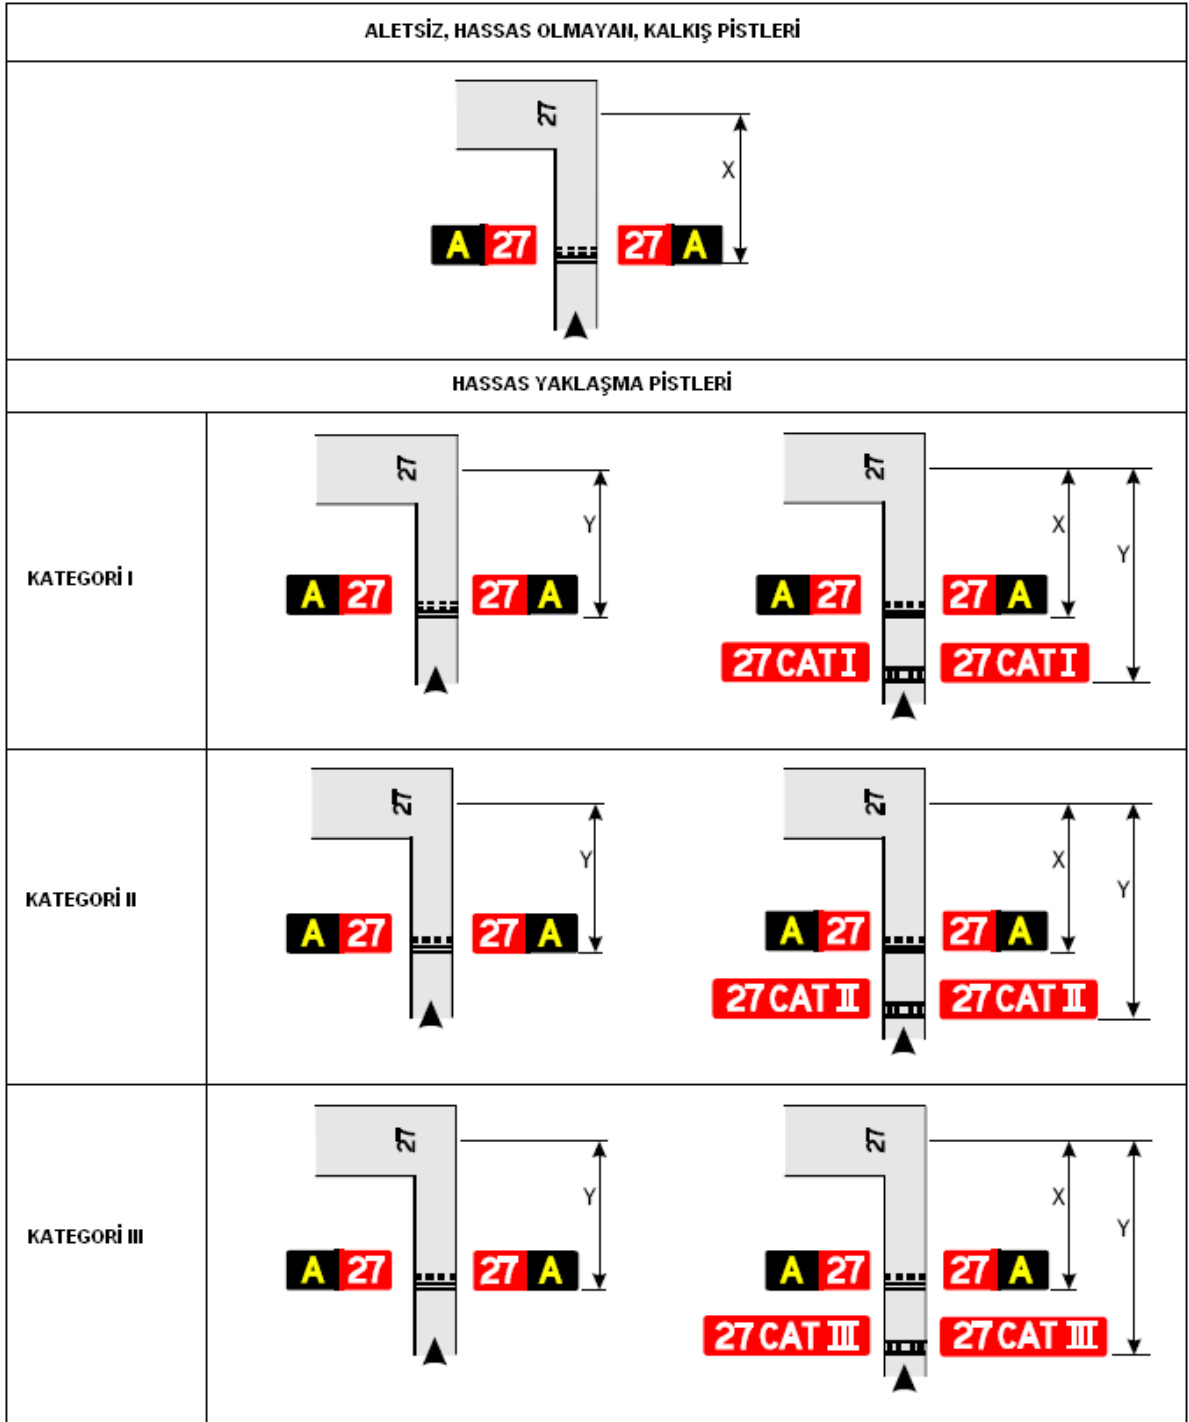 ALETSİZ, HASSAS OLMAYAN, KALKIŞ PİSTLERİ
27
X
A 27 27 A
HASSAS YAKLAŞMA PİSTLERİ
KATEGORİ I
27
Y
A 27 27 A
27
X
Y
A 27 27 A
27 CAT I 27 CAT I
KATEGORİ II
27
Y
A 27 27 A
27
X
Y
A 27 27 A
27 CAT II 27 CAT II
KATEGORİ III
27
Y
A 27 27 A
27
X
Y
A 27 27 A
27 CAT III 27 CAT III